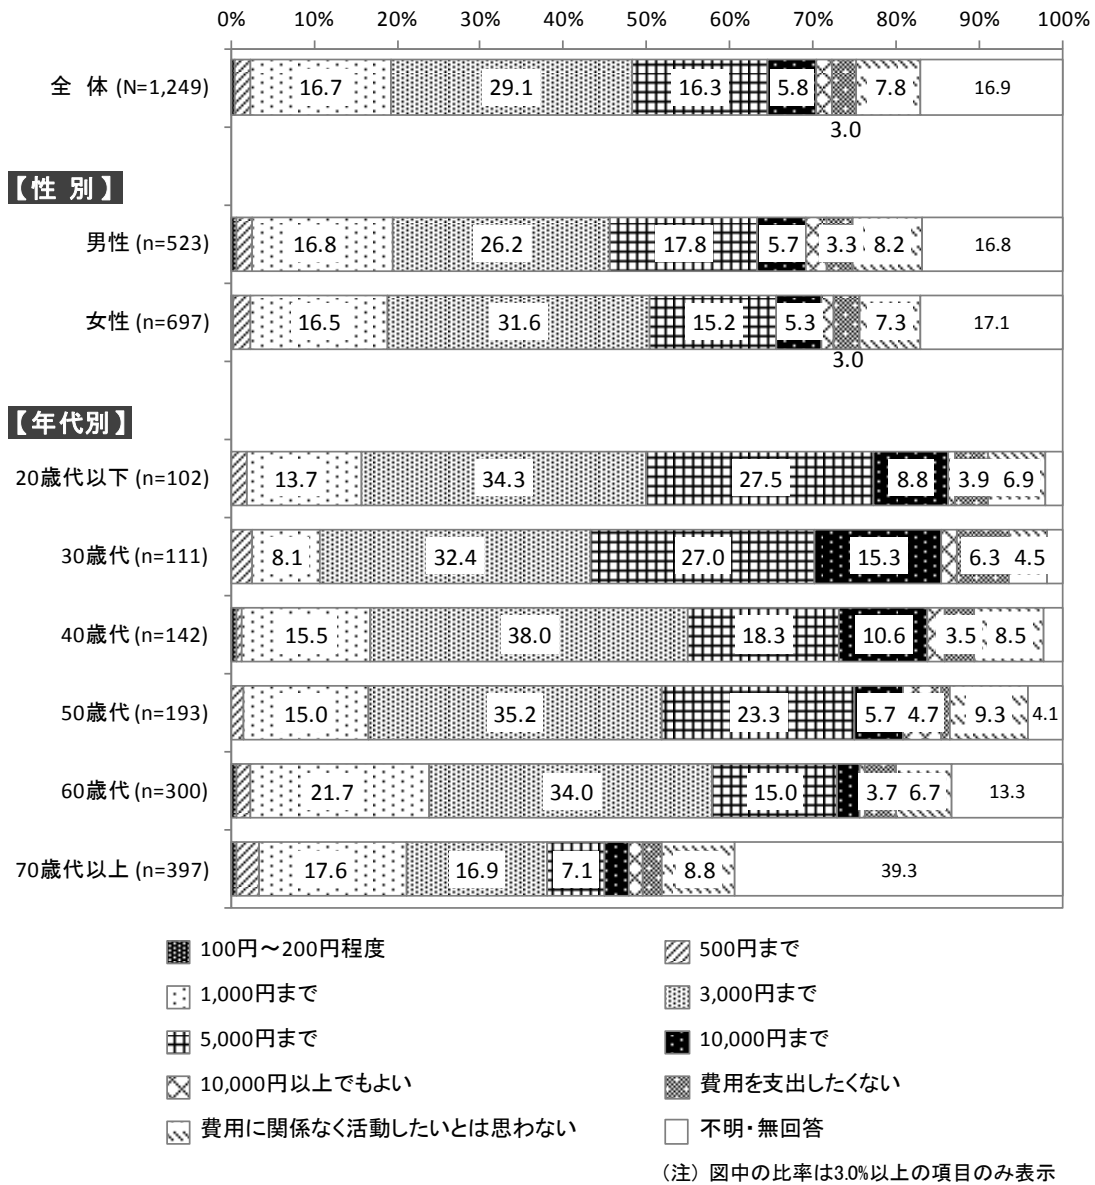 0% 10% 20% 30% 40% 50% 60% 70% 80% 90% 100%
全 体 (N=1,249) 16.7 29.1 16.3 5.8 7.8 16.9
3.0
【性 別】
男性 (n=523) 16.8 26.2 17.8 5.7 3.3 8.2 16.8
女性 (n=697) 16.5 31.6 15.2 5.3 7.3 17.1
3.0
【年代別】
20歳代以下 (n=102) 13.7 34.3 27.5 8.8 3.9 6.9
30歳代 (n=111) 8.1 32.4 27.0 15.3 6.3 4.5
40歳代 (n=142) 15.5 38.0 18.3 10.6 3.5 8.5
50歳代 (n=193) 15.0 35.2 23.3 5.7 4.7 9.3 4.1
60歳代 (n=300) 21.7 34.0 15.0 3.7 6.7 13.3
70歳代以上 (n=397) 17.6 16.9 7.1 8.8 39.3
100円～200円程度 500円まで
1,000円まで 3,000円まで
5,000円まで 10,000円まで
10,000円以上でもよい 費用を支出したくない
費用に関係なく活動したいとは思わない 不明・無回答
（注）図中の比率は3.0%以上の項目のみ表示